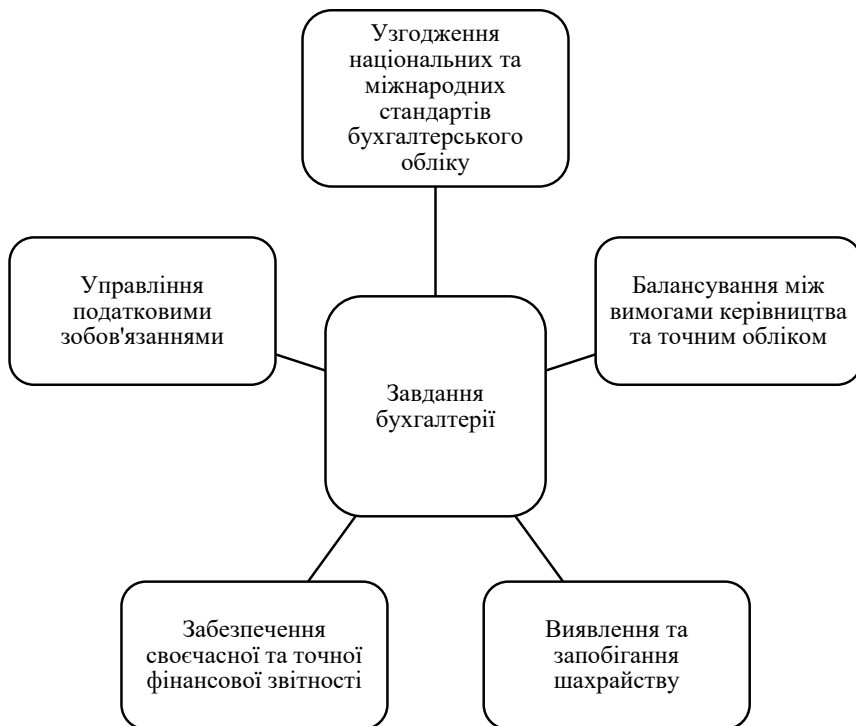 Узгодження
національних та
міжнародних
стандартів
бухгалтерського
обліку
Управління
податковими
зобов'язаннями
Балансування між
вимогами керівництва
та точним обліком
Завдання
бухгалтерії
Забезпечення
своєчасної та точної
фінансової звітності
Виявлення та
запобігання
шахрайству